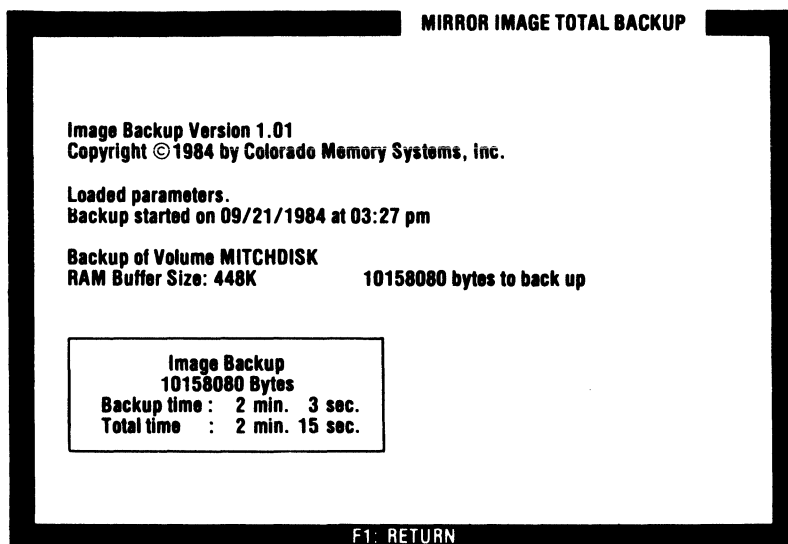 MIRROR IMAGE TOTAL BACKUP
Image Backup Version 1.01
Copyright © 1984 by Colorado Memory Systems, Inc.
Loaded parameters.
Backup started on 09/21/1984 at 03:27 pm
Backup of Volume MITCHDISK
RAM Buffer Size: 448K 10158080 bytes to back up
Image Backup
10158080 Bytes
Backup time : 2 min. 3 sec.
Total time : 2 min. 15 sec.
F1: RETURN